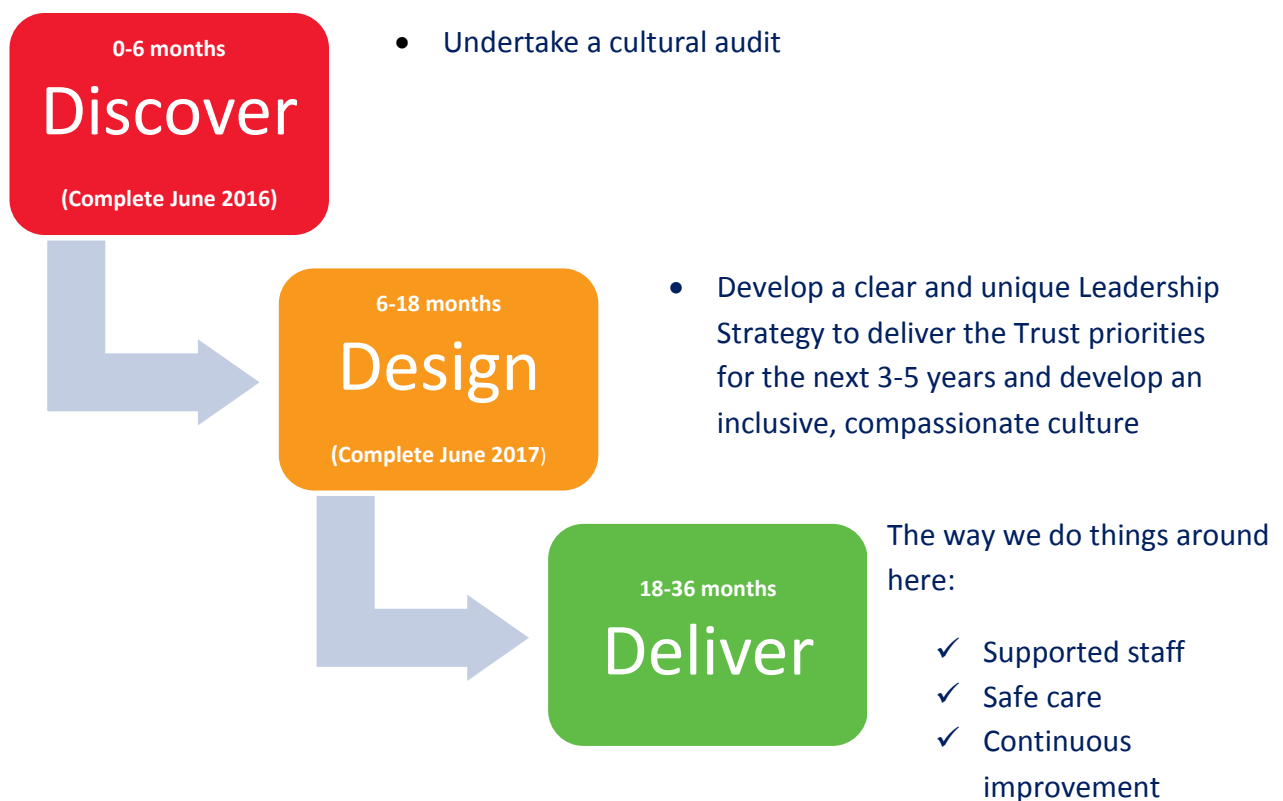 0-6 months
Discover
(Complete June 2016)
• Undertake a cultural audit
6-18 months
Design
(Complete June 2017)
• Develop a clear and unique Leadership
Strategy to deliver the Trust priorities
for the next 3-5 years and develop an
inclusive, compassionate culture
18-36 months
Deliver
The way we do things around
here:
✓ Supported staff
✓ Safe care
✓ Continuous
improvement